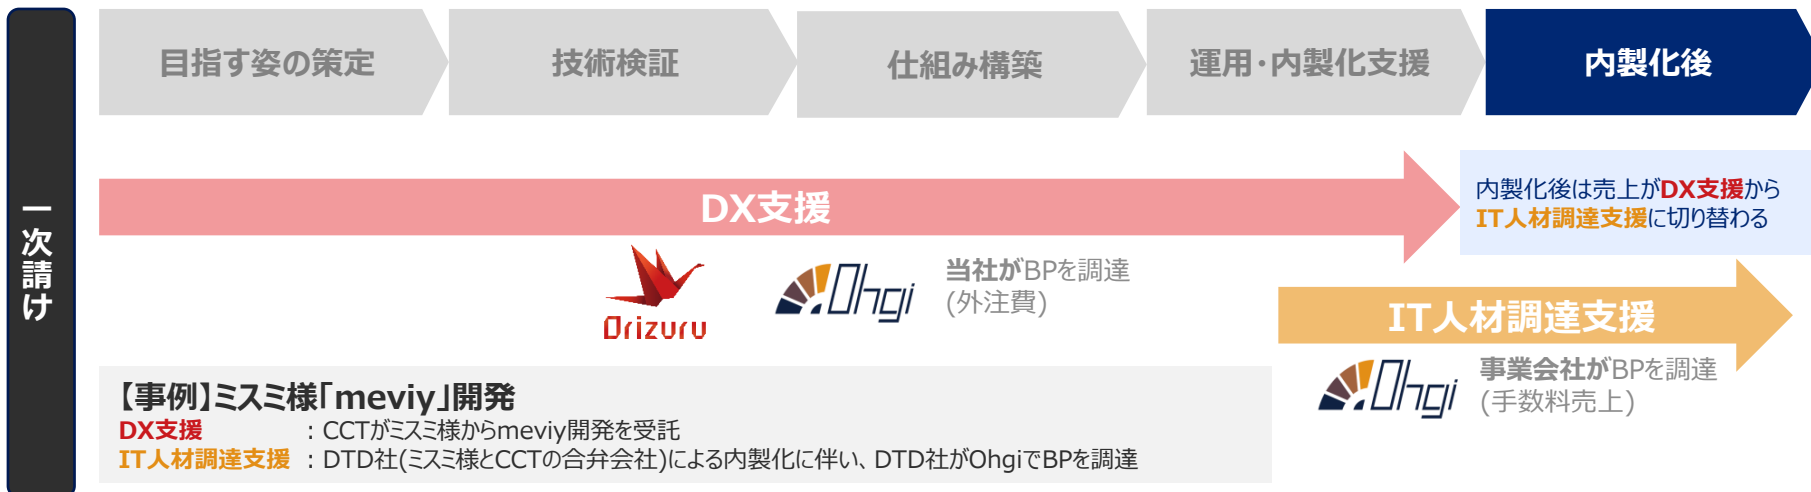 一次請け
目指す姿の策定
技術検証
仕組み構築
運用・内製化支援
内製化後
DX支援
内製化後は売上がDX支援から
IT人材調達支援に切り替わる
Orizuru
Ohgi
当社がBPを調達
(外注費)
IT人材調達支援
Ohgi
事業会社がBPを調達
(手数料売上)
【事例】ミスミ様「meviy」開発
DX支援 : CCTがミスミ様からmeviy開発を受託
IT人材調達支援 : DTD社(ミスミ様とCCTの合弁会社)による内製化に伴い、DTD社がOhgiでBPを調達